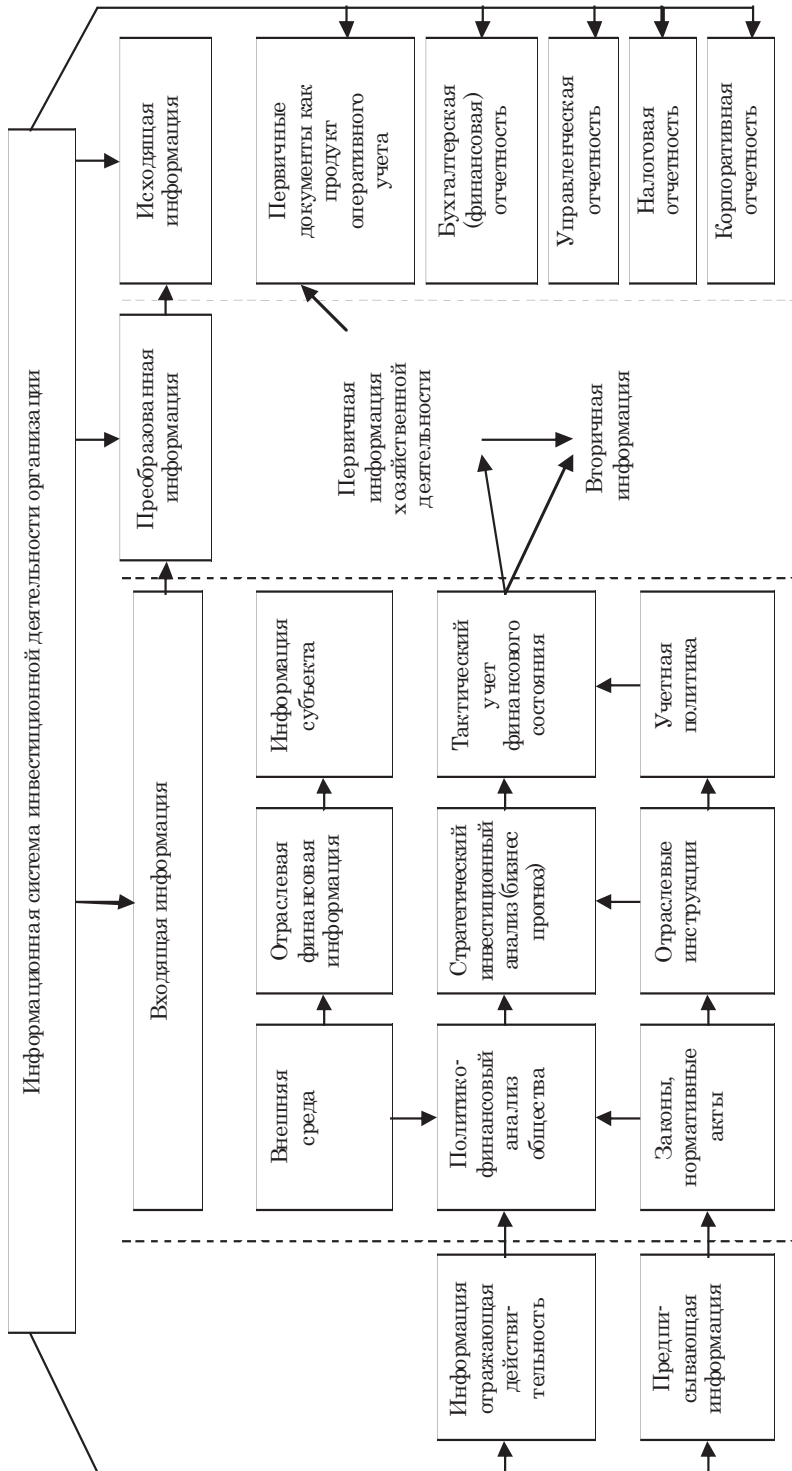 Информационная система инвестиционной деятельности организации
Входящая информация
Преобразованная
информация
Исходящая
информация
Информация
отражающая
действи-
тельность
Предпи-
сывающая
информация
Внешняя
среда
Отраслевая
финансовая
информация
Информация
субъекта
Политико-
финансовый
анализ
общества
Стратегический
инвестиционный
анализ (бизнес
прогноз)
Тактический
учет
финансового
состояния
Законы,
нормативные
акты
Отраслевые
инструкции
Учетная
политика
Первичная
информация
хозяйственной
деятельности
Вторичная
информация
Первичные
документы как
продукт
оперативного
учета
Бухгалтерская
(финансовая)
отчетность
Управленческая
отчетность
Налоговая
отчетность
Корпоративная
отчетность